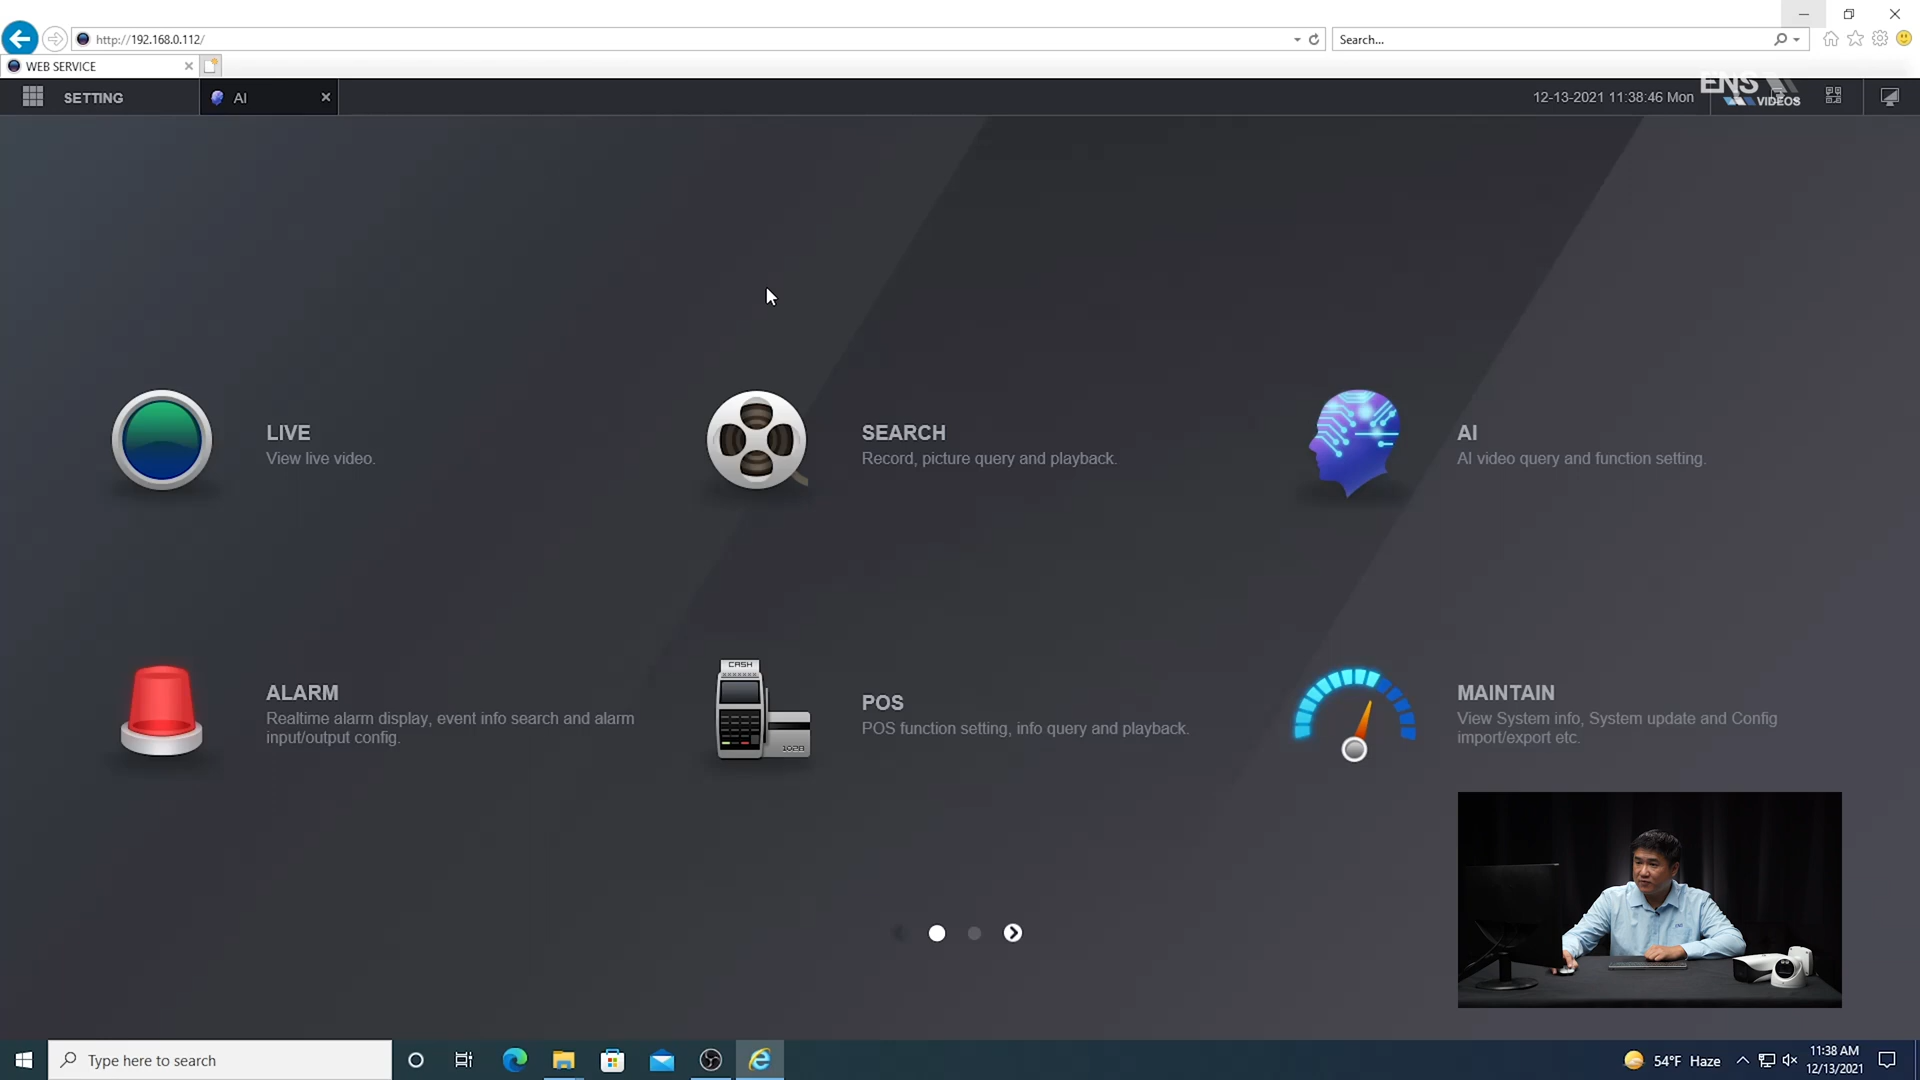 http://192.168.0.112/
Search...
WEB SERVICE
SETTING
AI
12-13-2021 11:38:46 Mon
ENS
VIDEOS
LIVE
View live video.
SEARCH
Record, picture query and playback.
AI
AI video query and function setting.
ALARM
Realtime alarm display, event info search and alarm
input/output config.
CASH
XXXXXXX
1028
POS
POS function setting, info query and playback.
MAINTAIN
View System info, System update and Config
import/export etc.
Type here to search
54°F Haze
11:38 AM
12/13/2021